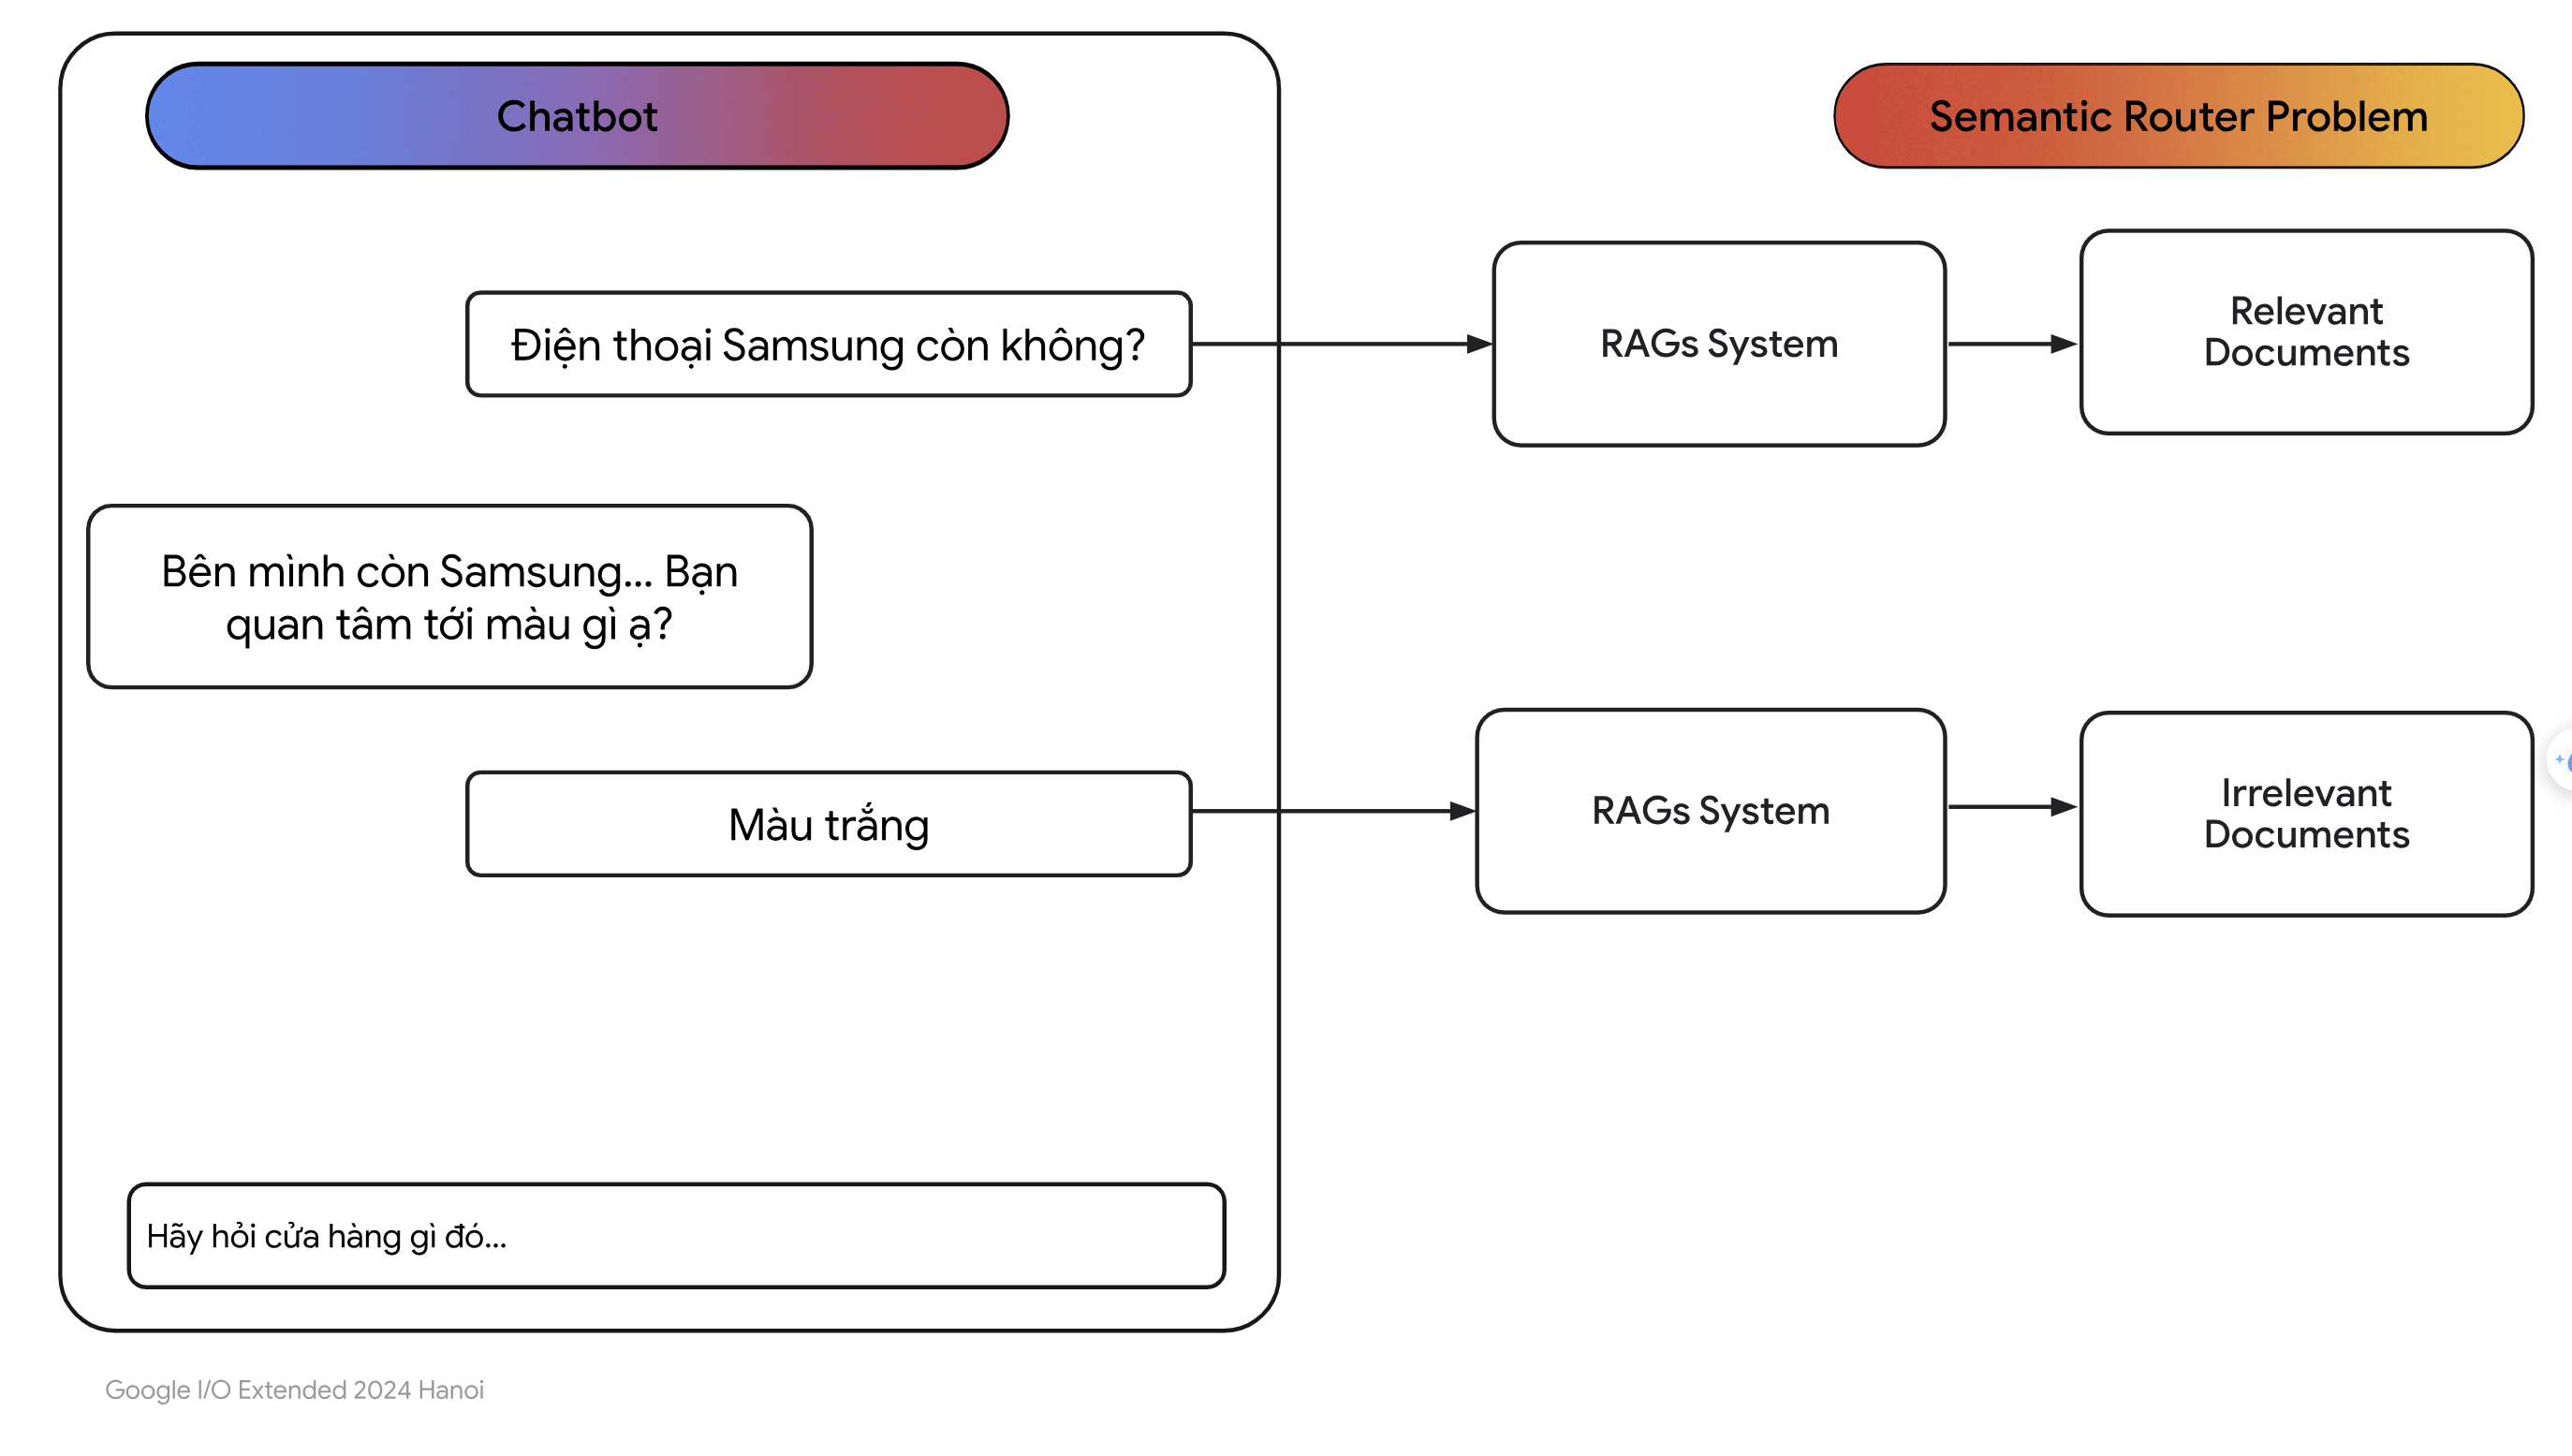 Chatbot
Semantic Router Problem
Điện thoại Samsung còn không?
RAGs System
Relevant
Documents
Bên mình còn Samsung... Bạn
quan tâm tới màu gì ạ?
Màu trắng
RAGs System
Irrelevant
Documents
Hãy hỏi cửa hàng gì đó...
Google I/O Extended 2024 Hanoi